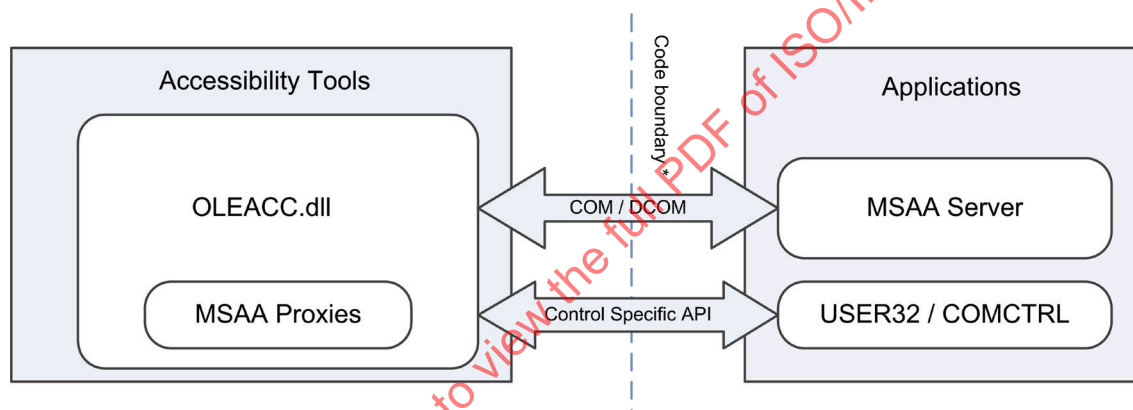 Accessibility Tools
OLEACC.dll
MSAA Proxies
Code boundary *
COM / DCOM
Control Specific API
Applications
MSAA Server
USER32 / COMCTRL
to view the full PDF of ISO/